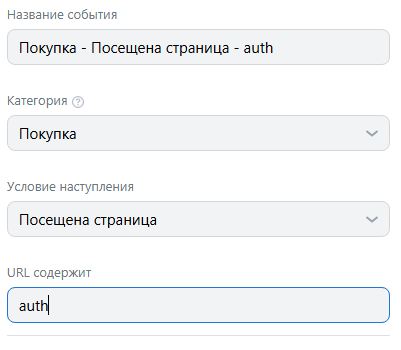 Название события
Покупка - Посещена страница - auth
Категория ?
Покупка
Условие наступления
Посещена страница
URL содержит
auth